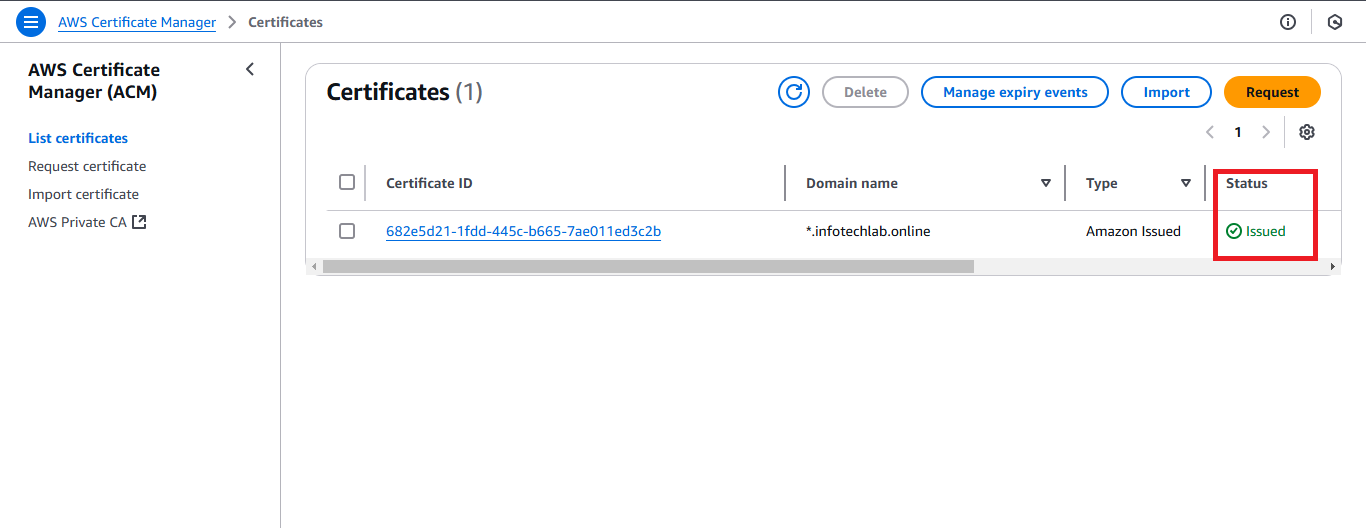 AWS Certificate Manager > Certificates
AWS Certificate
Manager (ACM)
List certificates
Request certificate
Import certificate
AWS Private CA
Certificates (1)
Delete
Manage expiry events
Import
Request
1
Certificate ID
Domain name
Type
Status
682e5d21-1fdd-445c-b665-7ae011ed3c2b
*.infotechlab.online
Amazon Issued
Issued